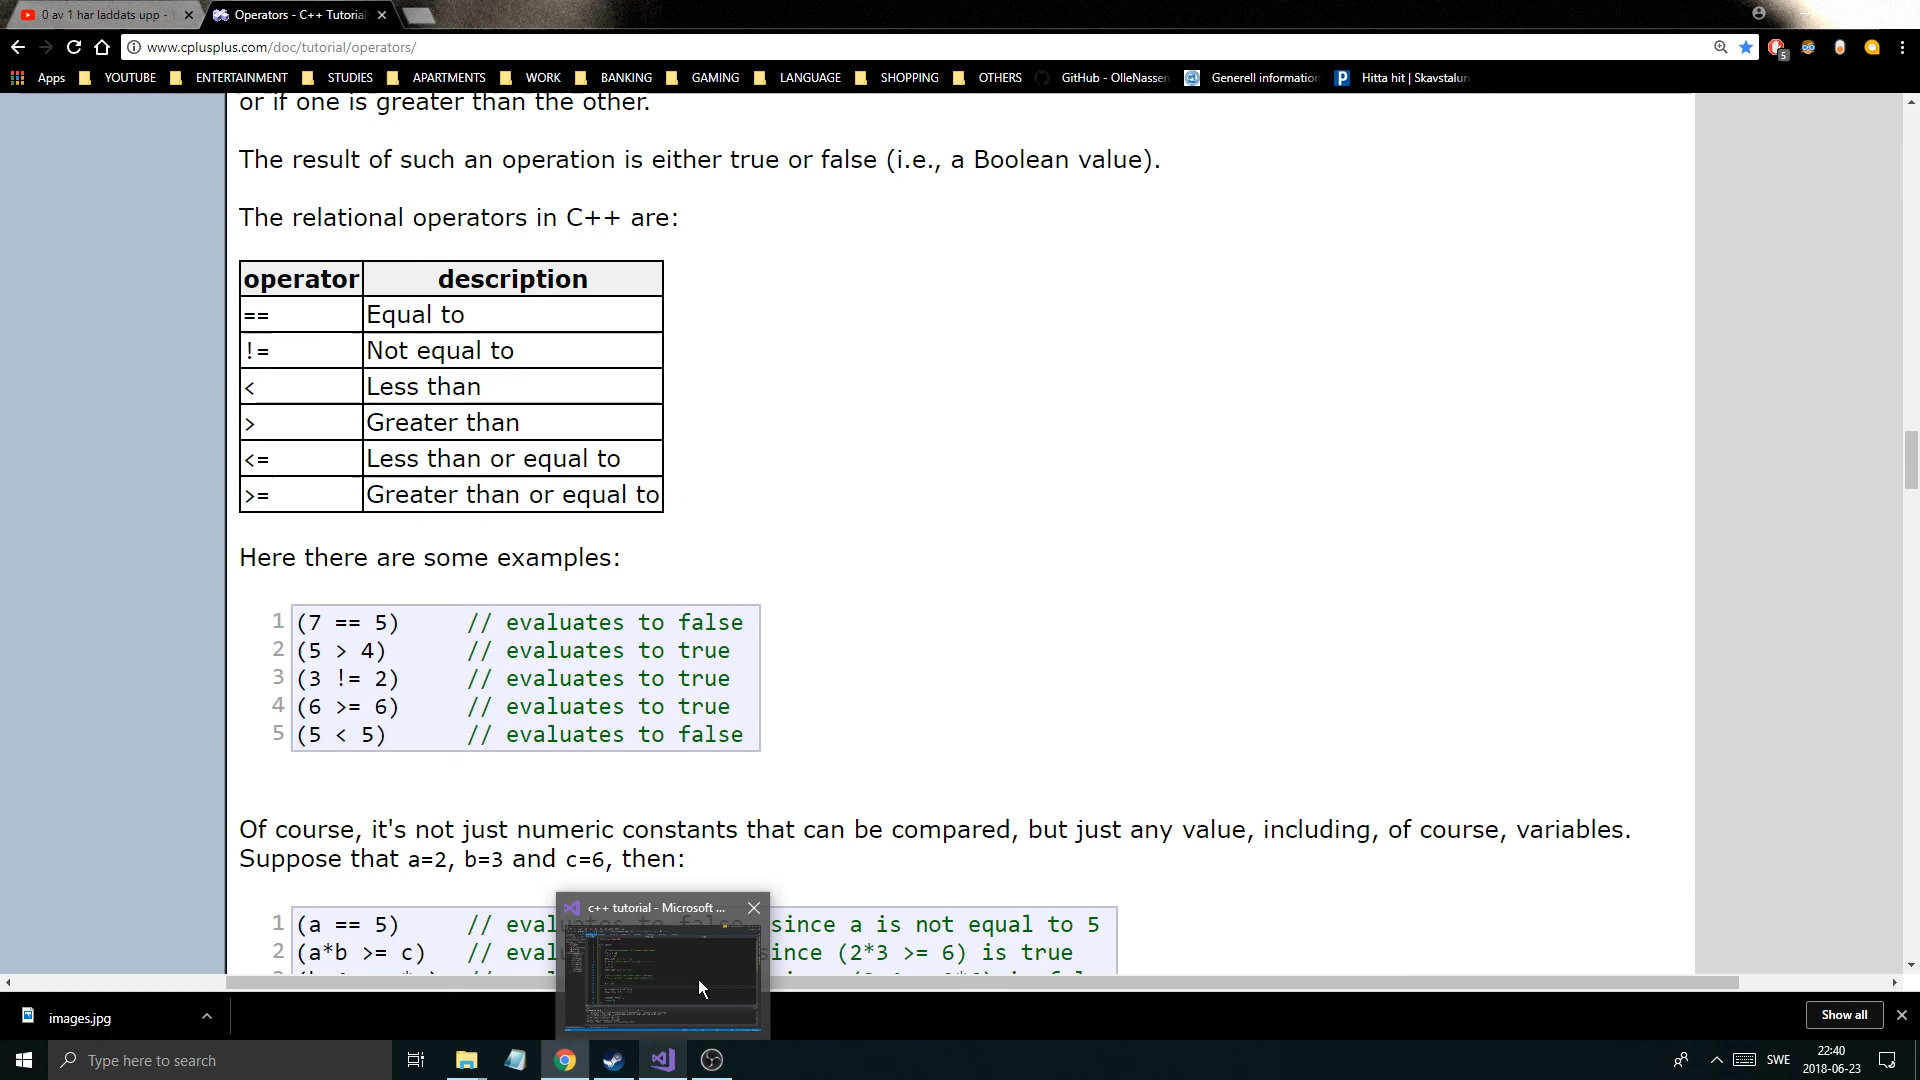 0 av 1 har laddats upp -
Operators - C++ Tutorial
www.cplusplus.com/doc/tutorial/operators/
5
Apps YOUTUBE ENTERTAINMENT STUDIES APARTMENTS WORK BANKING GAMING LANGUAGE SHOPPING OTHERS GitHub - OlleNassen Generell information Hitta hit | Skavstalun
or if one is greater than the other.
The result of such an operation is either true or false (i.e., a Boolean value).
The relational operators in C++ are:
operator description
== Equal to
!= Not equal to
< Less than
> Greater than
<= Less than or equal to
>= Greater than or equal to
Here there are some examples:
1 (7 == 5) // evaluates to false
2 (5 > 4) // evaluates to true
3 (3 != 2) // evaluates to true
4 (6 >= 6) // evaluates to true
5 (5 < 5) // evaluates to false
Of course, it's not just numeric constants that can be compared, but just any value, including, of course, variables.
Suppose that a=2, b=3 and c=6, then:
c++ tutorial - Microsoft ...
1 (a == 5) // eval since a is not equal to 5
2 (a*b >= c) // eval ince (2*3 >= 6) is true
images.jpg
Show all
Type here to search
SWE
22:40
2018-06-23